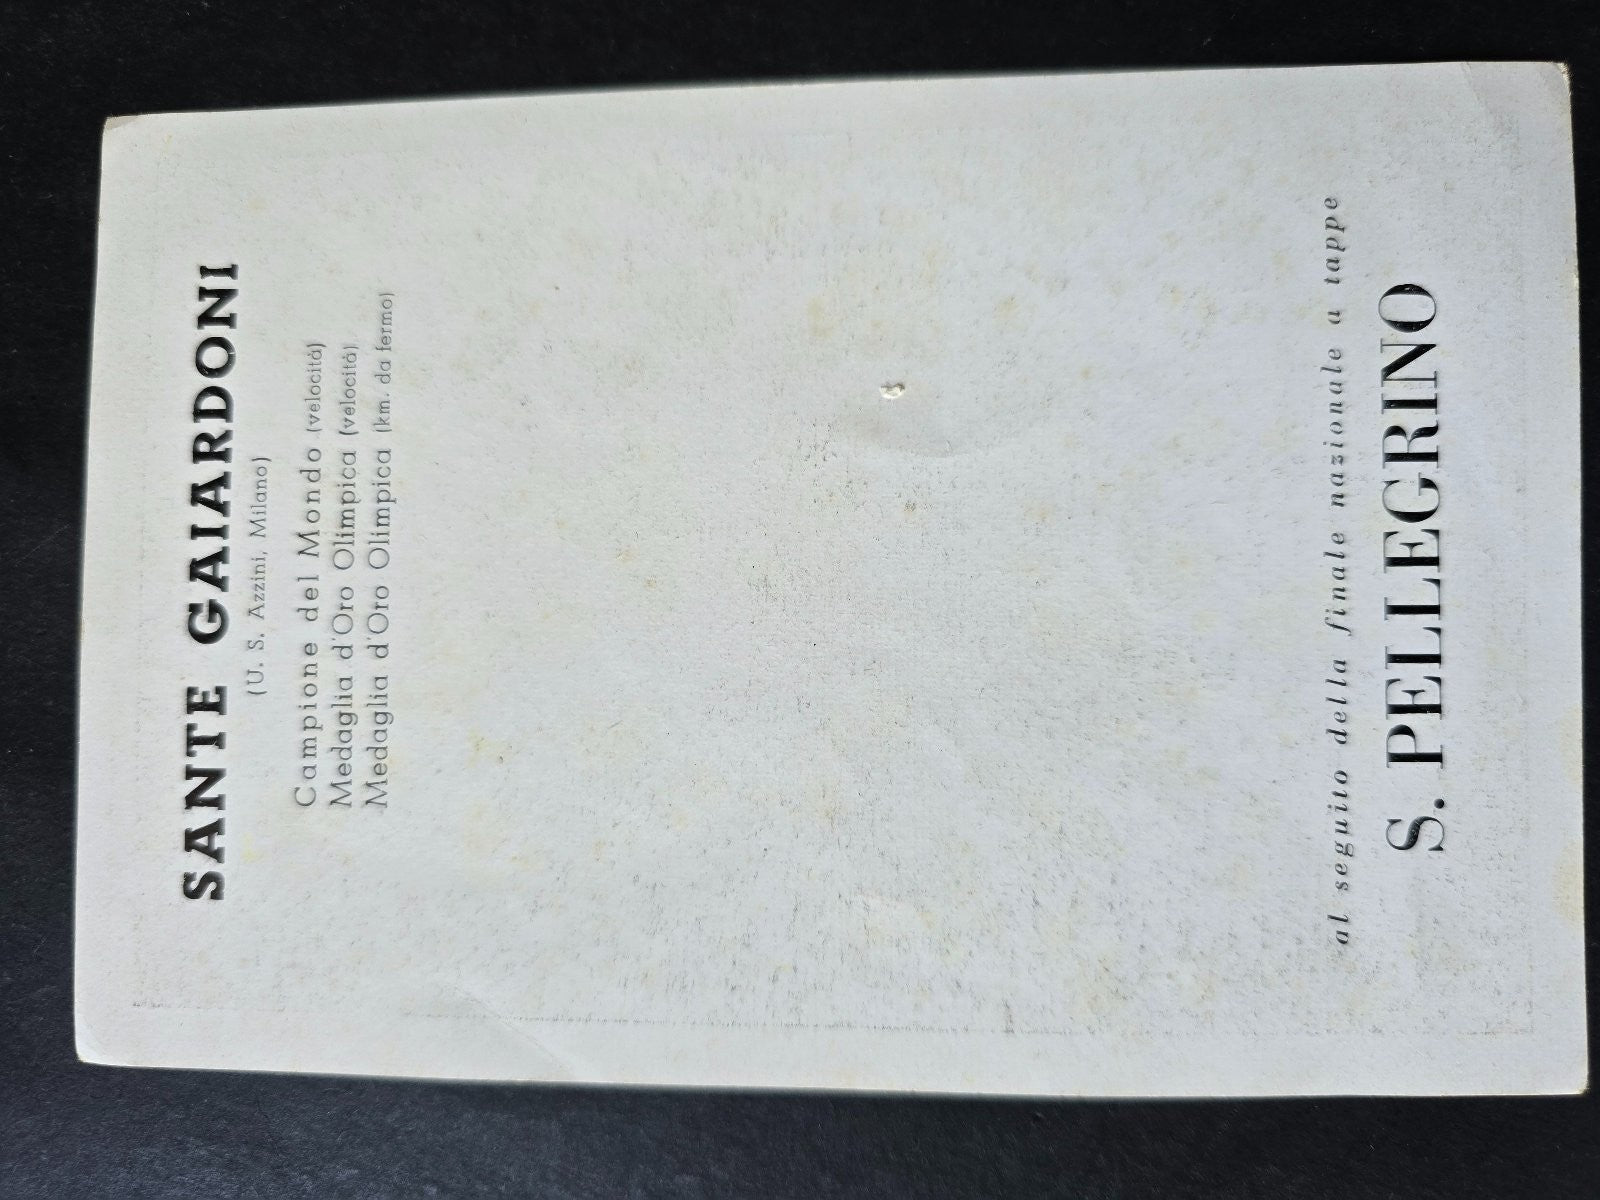 SANTE GAIARDONI
(U. S. Azzini, Milano)
Campione del Mondo (velocità)
Medaglia d'Oro Olimpica (velocità)
Medaglia d'Oro Olimpica (km. da fermo)
al seguito della finale nazionale a tappe
S. PELLEGRINO